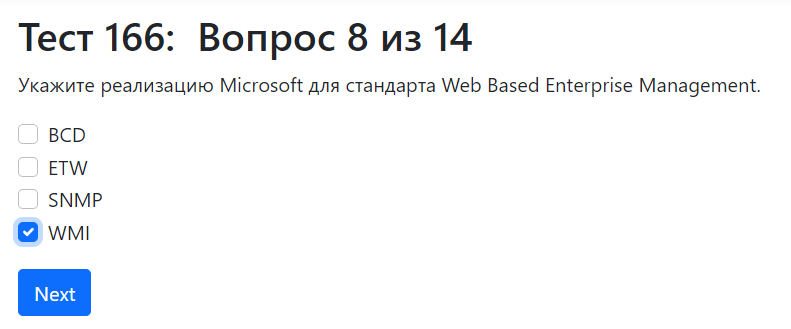 Тест 166: Вопрос 8 из 14
Укажите реализацию Microsoft для стандарта Web Based Enterprise Management.
BCD
ETW
SNMP
WMI
Next